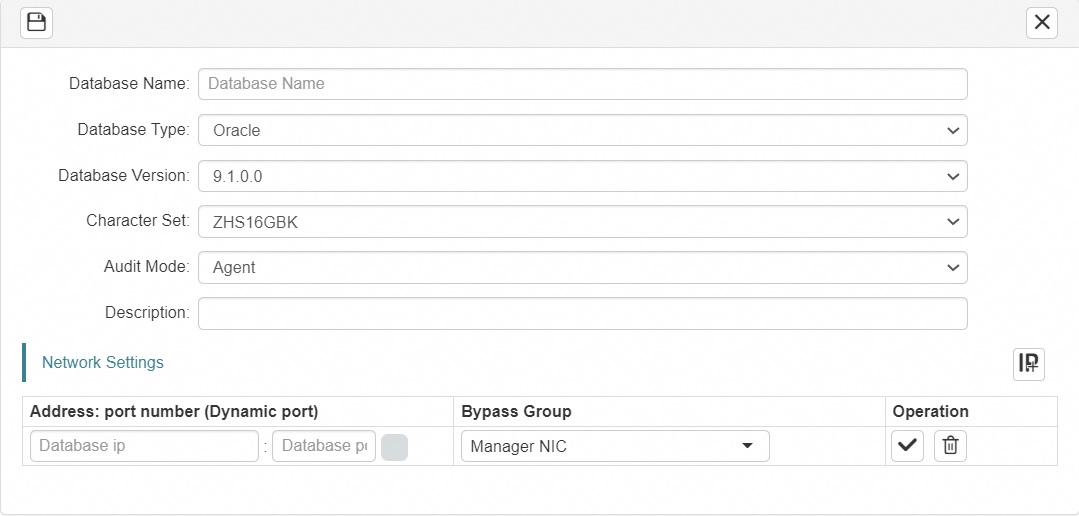 Database Name: Database Name
Database Type: Oracle
Database Version: 9.1.0.0
Character Set: ZHS16GBK
Audit Mode: Agent
Description:
Network Settings
Address: port number (Dynamic port) Bypass Group Operation
Database ip : Database Manager NIC